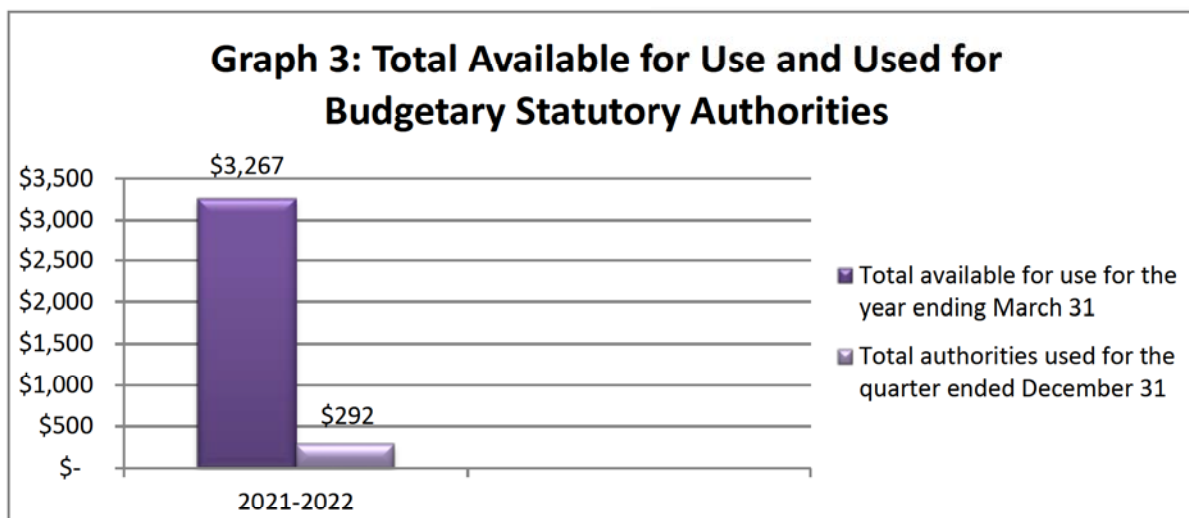 Graph 3: Total Available for Use and Used for
Budgetary Statutory Authorities
$3,267
$3,500
$3,000
$2,500
$2,000
$1,500
$1,000
$500
$-
$292
2021-2022
Total available for use for the
year ending March 31
Total authorities used for the
quarter ended December 31